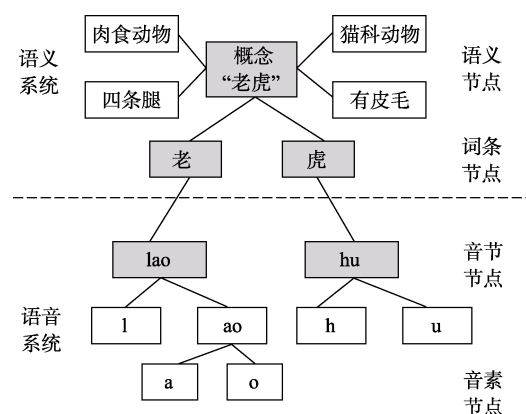 肉食动物
猫科动物
语义
系统
概念
“老虎”
语义
节点
四条腿
有皮毛
老
虎
词条
节点
lao
hu
音节
节点
语音
系统
l
ao
h
u
a
o
音素
节点